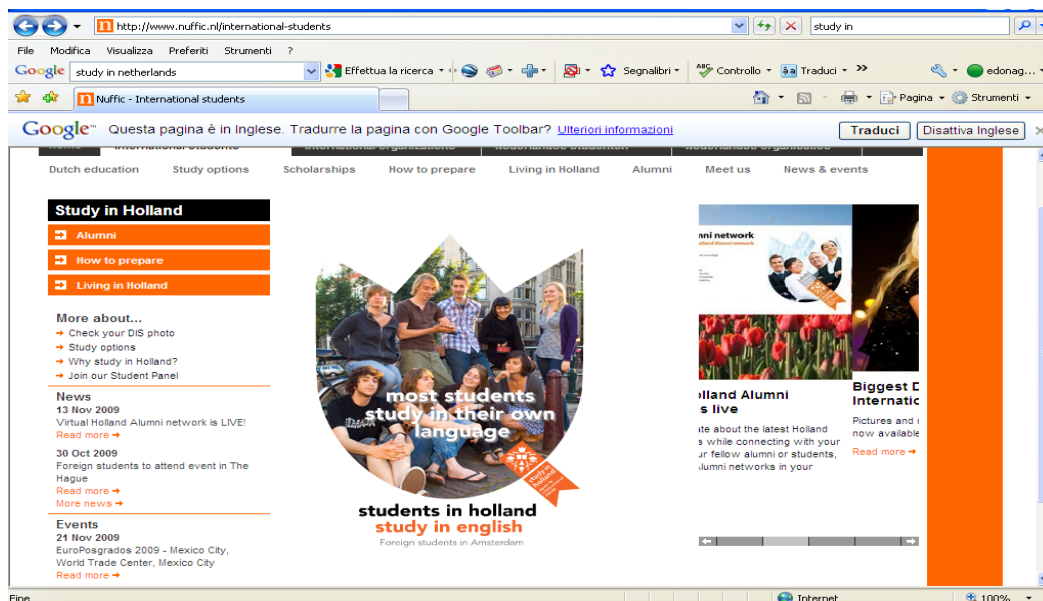 http://www.nuffic.nl/international-students
study in
File Modifica Visualizza Preferiti Strumenti ?
Google study in netherlands Effettua la ricerca Segnalibri ABC Controllo Traduci edonag...
Nuffic - International students Pagina Strumenti
Google™ Questa pagina è in Inglese. Tradurre la pagina con Google Toolbar? Ulteriori informazioni Traduci Disattiva Inglese
Dutch education Study options Scholarships How to prepare Living in Holland Alumni Meet us News & events
Study in Holland
Alumni
How to prepare
Living in Holland
More about...
Check your DIS photo
Study options
Why study in Holland?
Join our Student Panel
News
13 Nov 2009
Virtual Holland Alumni network is LIVE!
Read more
30 Oct 2009
Foreign students to attend event in The
Hague
Read more
More news
Events
21 Nov 2009
EuroPosgrados 2009 - Mexico City,
World Trade Center, Mexico City
Read more
most students
study in their own
language
study in
holland
students in holland
study in english
Foreign students in Amsterdam
nni network
olland Alumni
s live
ate about the latest Holland
s while connecting with your
ur fellow alumni or students,
Alumni networks in your
Biggest D
Internatio
Pictures and
now available
Read more
Fine Internet 100%